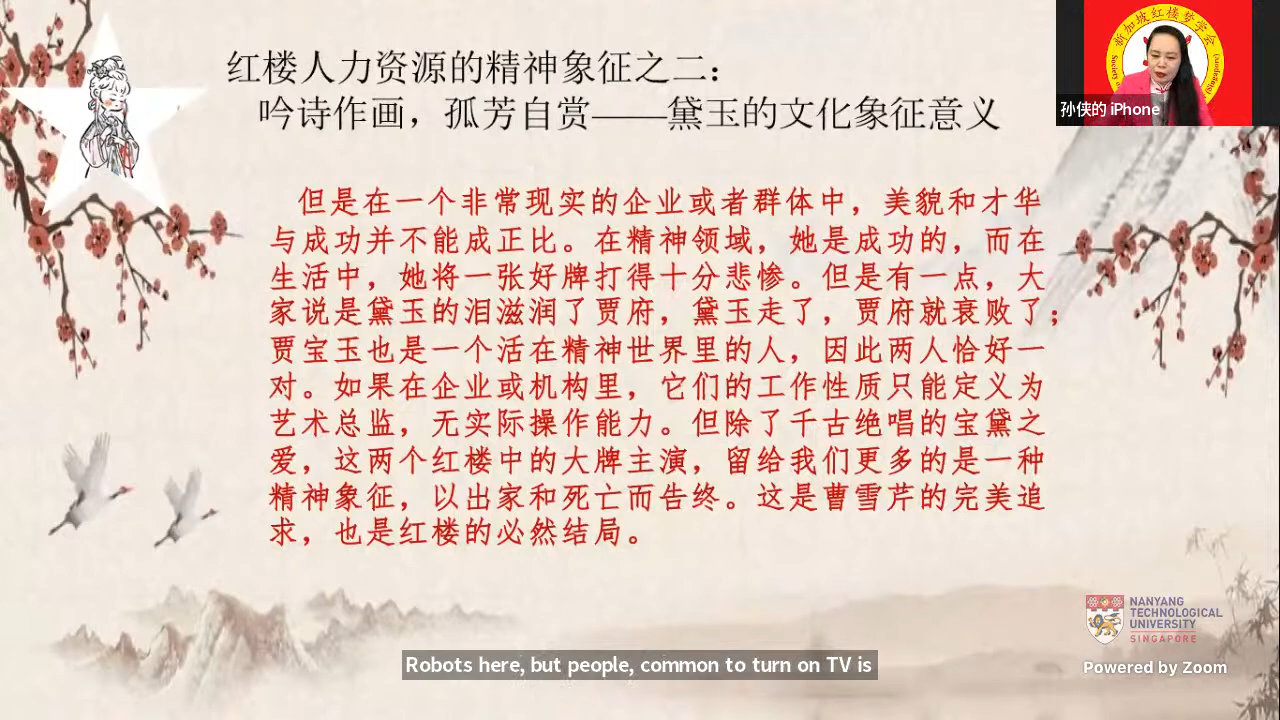 红楼人力资源的精神象征之二：
吟诗作画，孤芳自赏——黛玉的文化象征意义
但是在一个非常现实的企业或者群体中，美貌和才华
与成功并不能成正比。在精神领域，她是成功的，而在
生活中，她将一张好牌打得十分悲惨。但是有一点，大
家说是黛玉的泪滋润了贾府，黛玉走了，贾府就衰败了；
贾宝玉也是一个活在精神世界里的人，因此两人恰好一
对。如果在企业或机构里，它们的工作性质只能定义为
艺术总监，无实际操作能力。但除了千古绝唱的宝黛之
爱，这两个红楼中的大牌主演，留给我们更多的是一种
精神象征，以出家和死亡而告终。这是曹雪芹的完美追
求，也是红楼的必然结局。
新加坡红楼梦学会
孙侠的 iPhone
NANYANG
TECHNOLOGICAL
UNIVERSITY
SINGAPORE
Powered by Zoom
Robots here, but people, common to turn on TV is